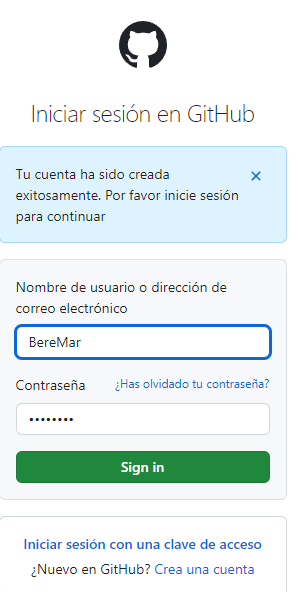 Iniciar sesión en GitHub
Tu cuenta ha sido creada
exitosamente. Por favor inicie sesión
para continuar
Nombre de usuario o dirección de
correo electrónico
BereMar
Contraseña ¿Has olvidado tu contraseña?
••••••••
Sign in
Iniciar sesión con una clave de acceso
¿Nuevo en GitHub? Crea una cuenta